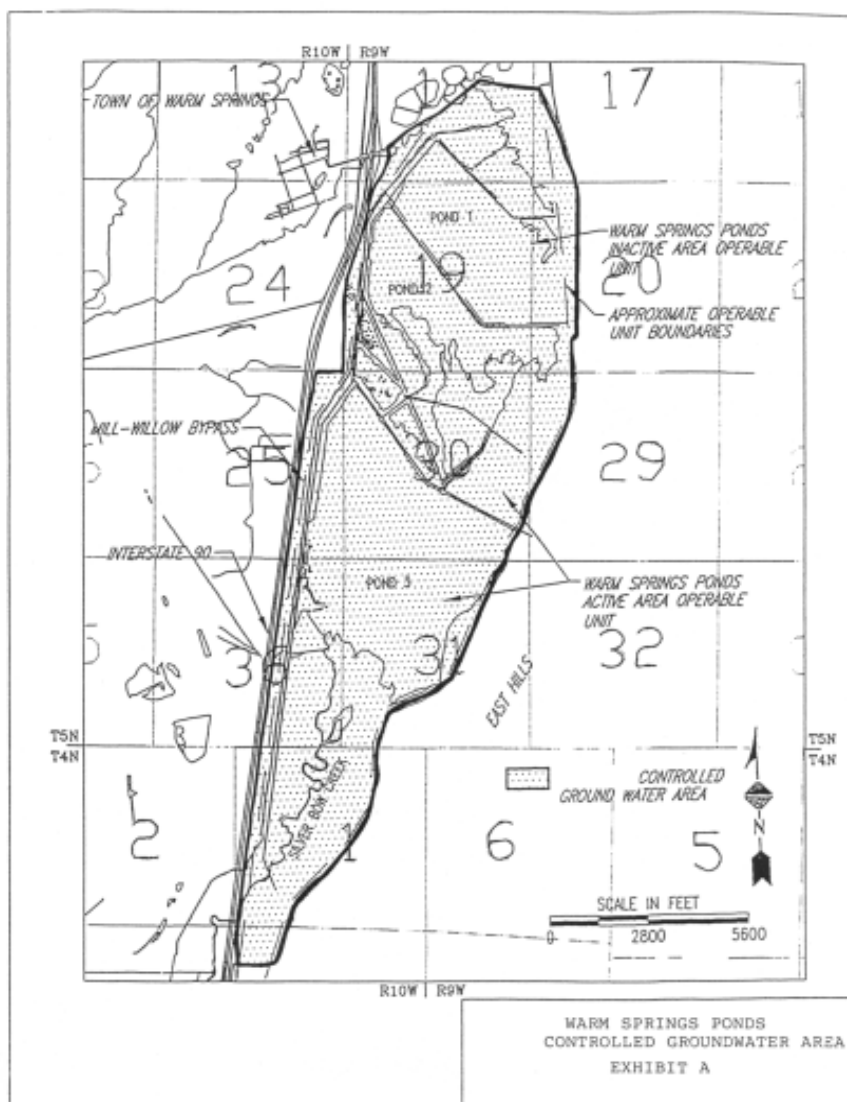 R10W R9W
13
17
TOWN OF WARM SPRINGS
POND 1
WARM SPRINGS PONDS
INACTIVE AREA OPERABLE
UNIT
24
19
20
POND 2
APPROXIMATE OPERABLE
UNIT BOUNDARIES
MILL-WILLOW BYPASS
25
29
INTERSTATE 90
POND 3
WARM SPRINGS PONDS
ACTIVE AREA OPERABLE
UNIT
36
31
32
EAST HILLS
T5N
T4N
T5N
T4N
CONTROLLED
GROUND WATER AREA
SILVER BOW CREEK
2
1
6
5
N
SCALE IN FEET
0 2800 5600
R10W R9W
WARM SPRINGS PONDS
CONTROLLED GROUNDWATER AREA
EXHIBIT A